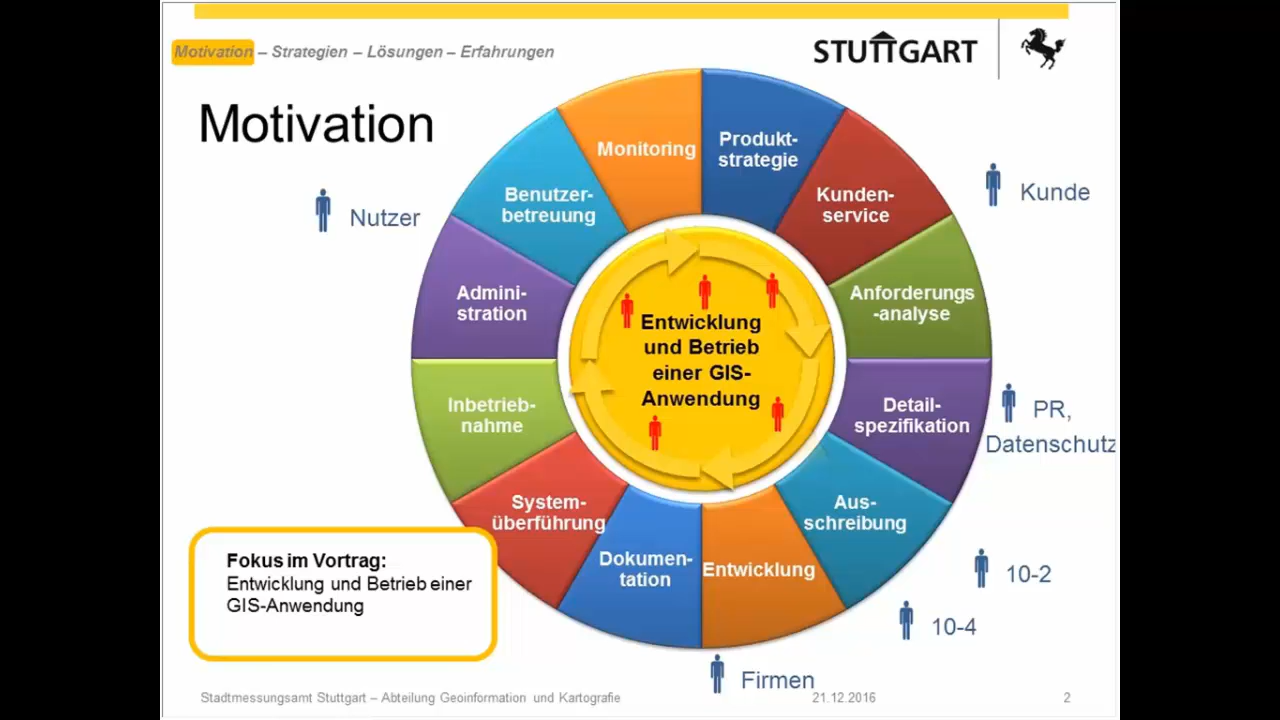 Motivation – Strategien – Lösungen – Erfahrungen
STUTTGART
Motivation
Monitoring
Produkt-
strategie
Kunden-
service
Anforderungs
-analyse
Detail-
spezifikation
Aus-
schreibung
Entwicklung
Dokumen-
tation
System-
überführung
Inbetrieb-
nahme
Admini-
stration
Benutzer-
betreuung
Entwicklung
und Betrieb
einer GIS-
Anwendung
Nutzer
Kunde
PR,
Datenschutz
10-2
10-4
Firmen
Fokus im Vortrag:
Entwicklung und Betrieb einer
GIS-Anwendung
Stadtmessungsamt Stuttgart – Abteilung Geoinformation und Kartografie
21.12.2016
2